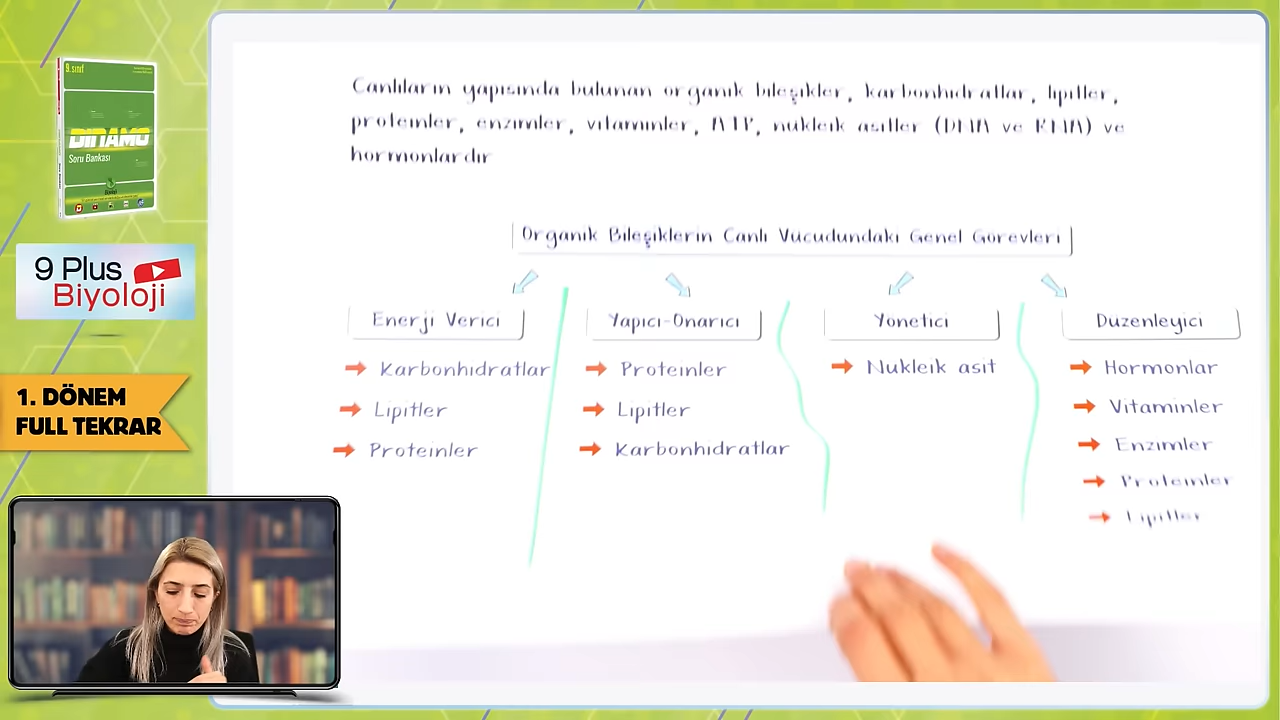 9.sınıf
DİNAMO
Soru Bankası
9 Plus
Biyoloji
1. DÖNEM
FULL TEKRAR
Canlıların yapısında bulunan organik bileşikler, karbonhidratlar, lipitler,
proteinler, enzimler, vitaminler, ATP, nükleik asitler (DNA ve RNA) ve
hormonlardır
Organik Bileşiklerin Canlı Vücudundaki Genel Görevleri
Enerji Verici
Karbonhidratlar
Lipitler
Proteinler
Yapıcı-Onarıcı
Proteinler
Lipitler
Karbonhidratlar
Yönetici
Nükleik asit
Düzenleyici
Hormonlar
Vitaminler
Enzimler
Proteinler
Lipitler